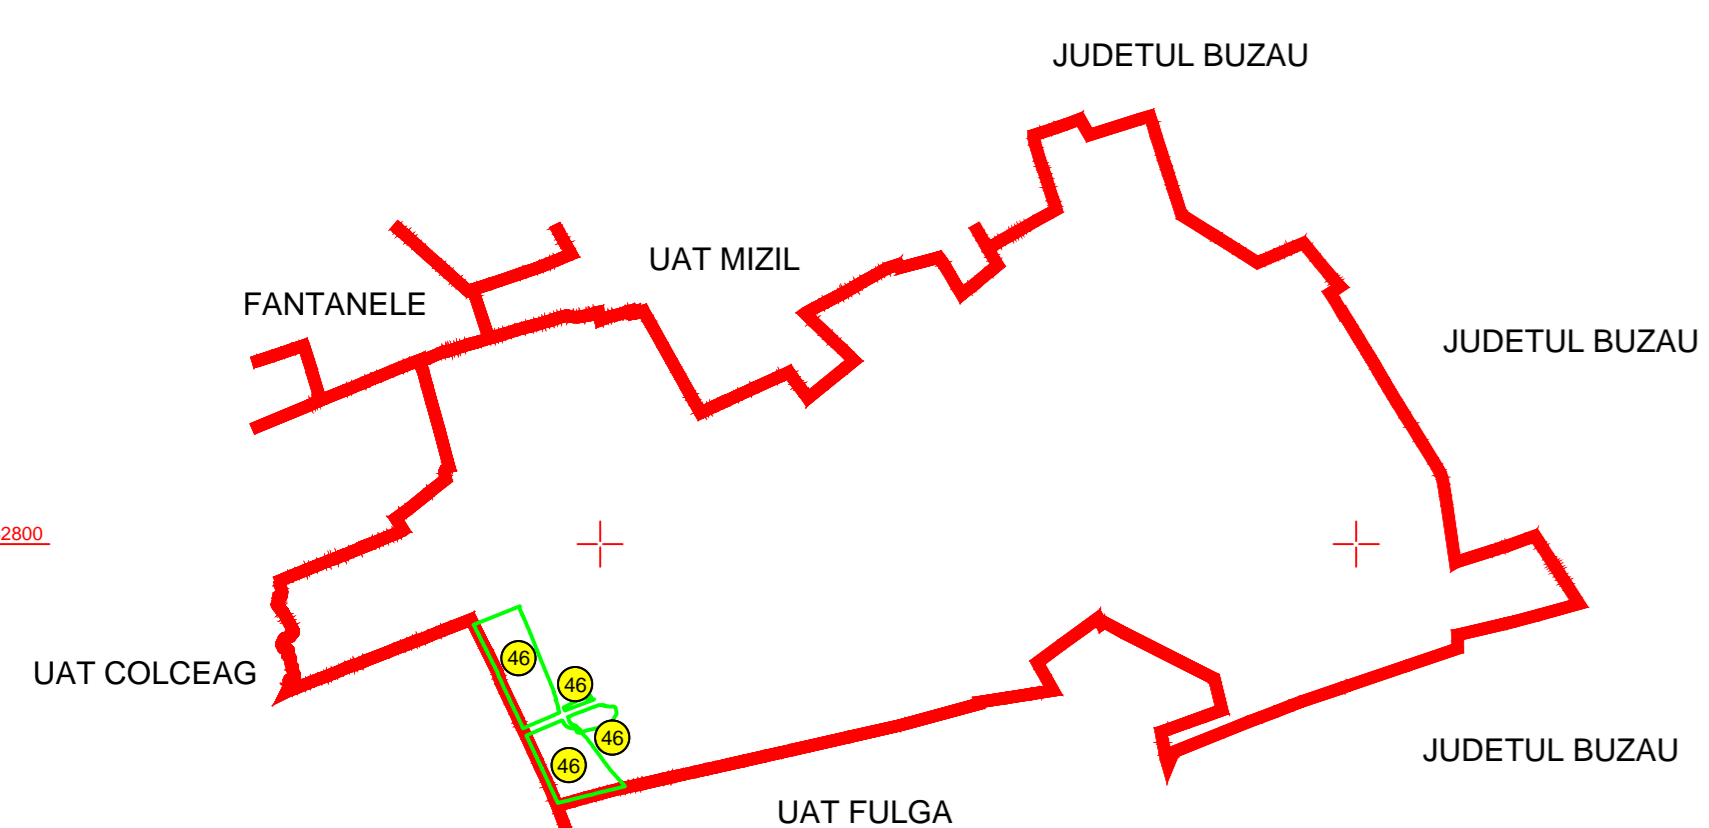 JUDETUL BUZAU
UAT MIZIL
FANTANELE
JUDETUL BUZAU
2800
46
UAT COLCEAG
46
46
JUDETUL BUZAU
46
UAT FULGA